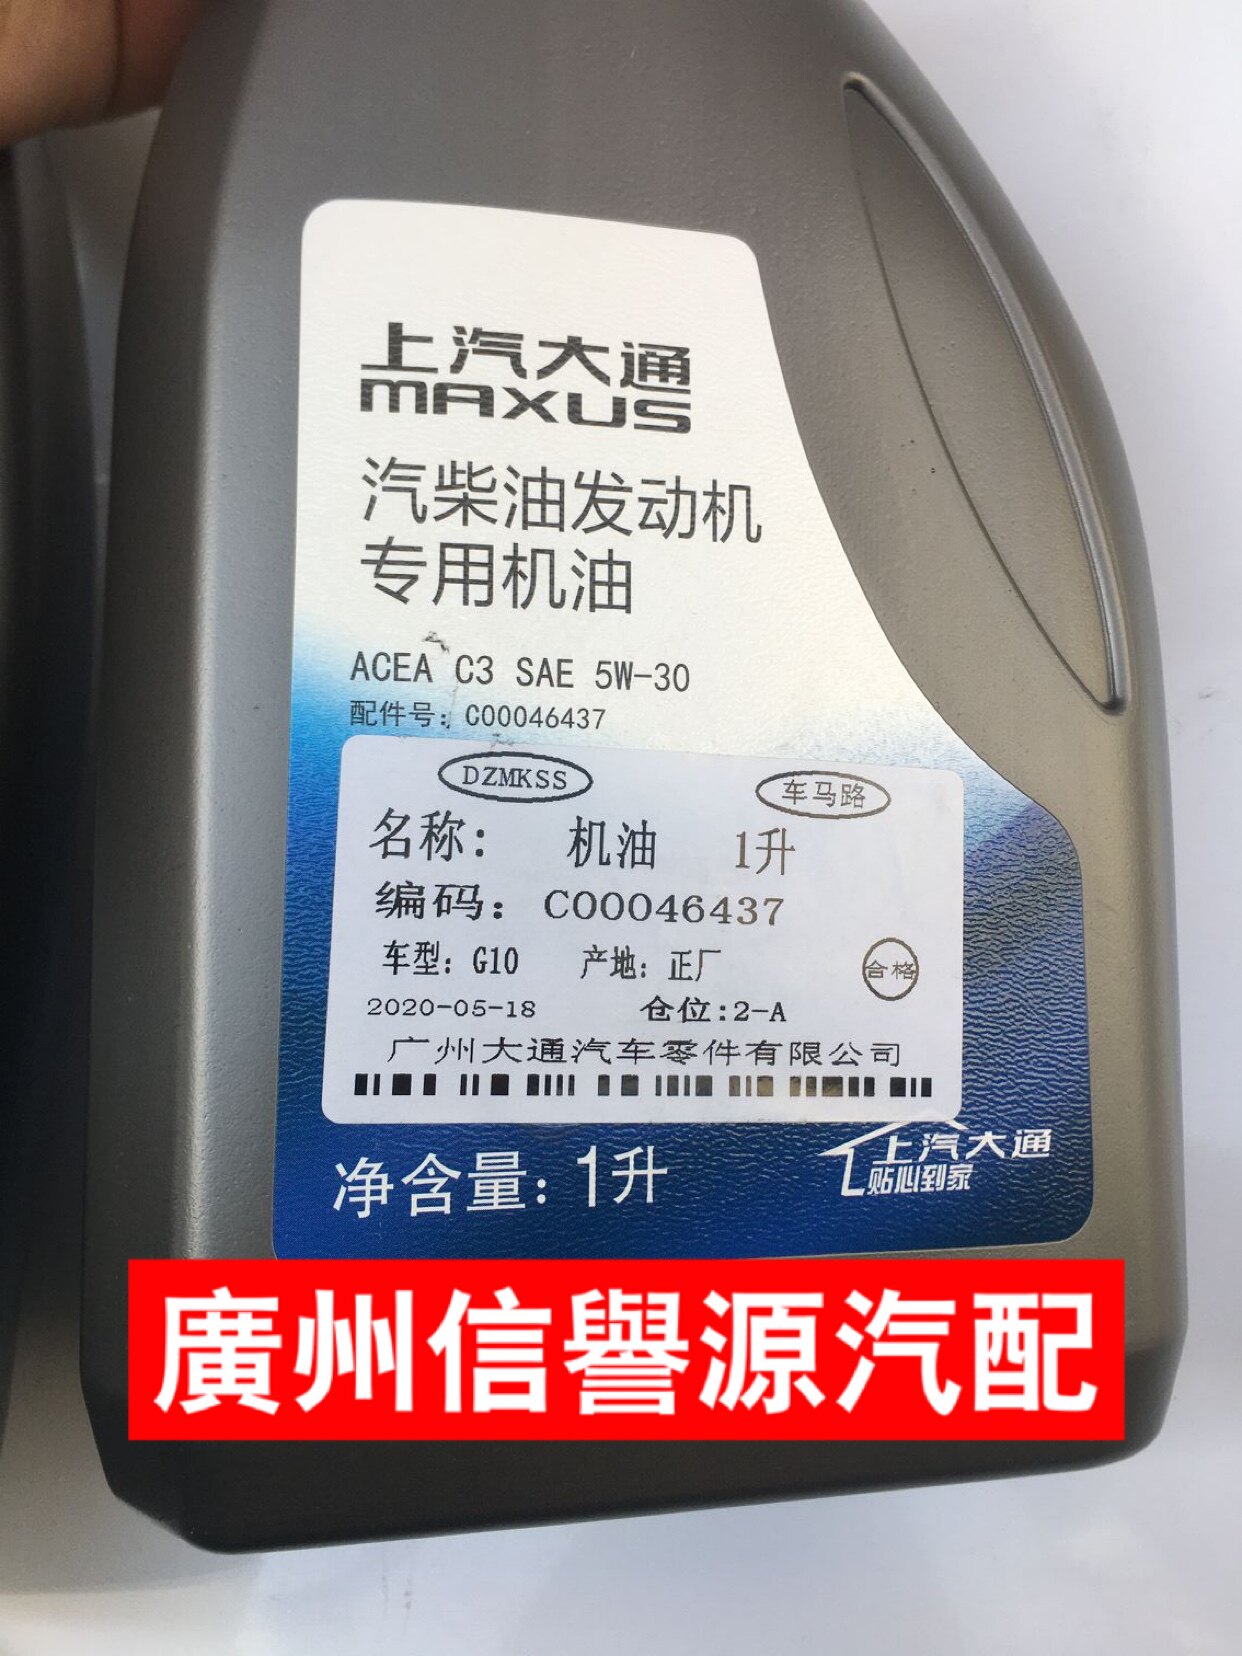 上汽大通
MAXUS
汽柴油发动机
专用机油
ACEA C3 SAE 5W-30
配件号：C00046437
DZMKSS 车马路
名称： 机油 1升
编码：C00046437
车型：G10 产地：正厂 合格
2020-05-18 仓位:2-A
广州大通汽车零件有限公司
净含量：1升
上汽大通
贴心到家
廣州信譽源汽配